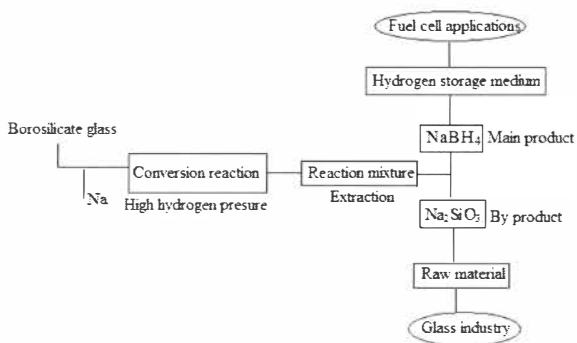 Fuel cell applications
Hydrogen storage medium
Borosilicate glass
NaBH₄ Main product
Conversion reaction
Reaction mixture
Na
High hydrogen presure
Extraction
Na₂SiO₃ By product
Raw material
Glass industry